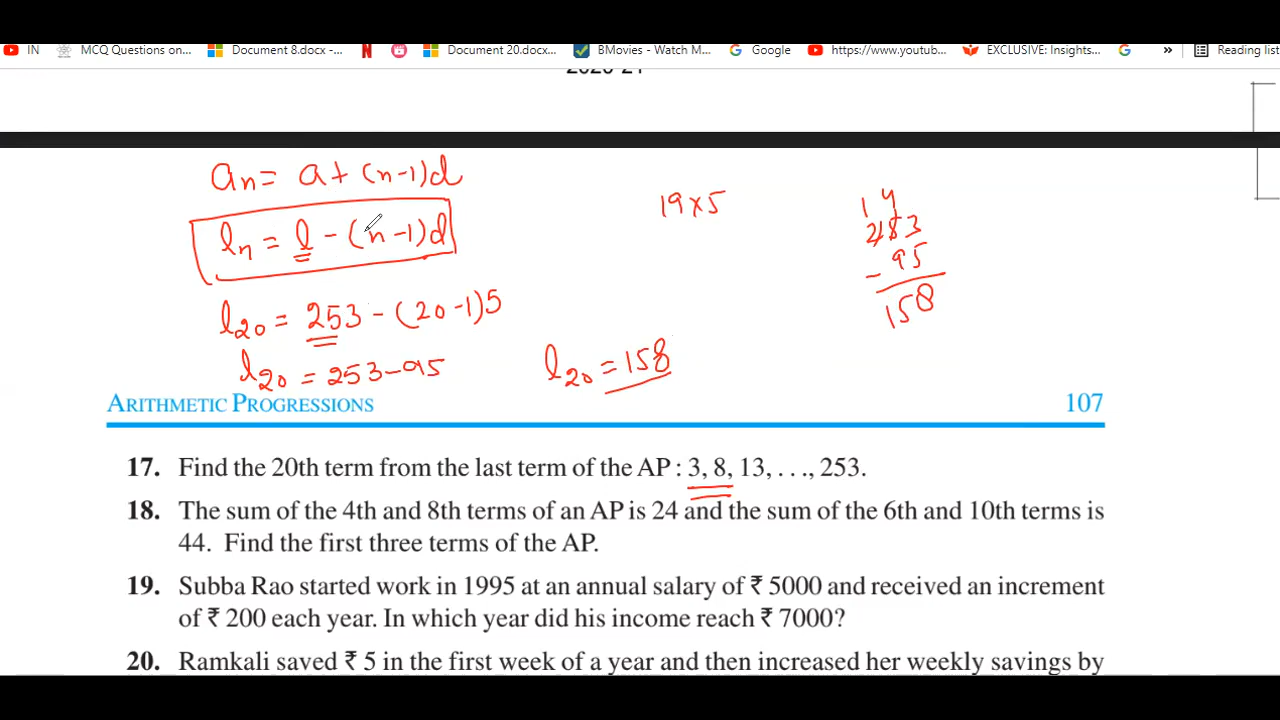 IN MCQ Questions on... Document 8.docx -... Document 20.docx... BMovies - Watch M... Google https://www.youtub... EXCLUSIVE: Insights... » Reading list
2020-21
an = a + (n-1)d
ln = l - (n-1)d
19 x 5
14
253
- 95
158
l20 = 253 - (20-1)5
l20 = 253-95
l20 = 158
ARITHMETIC PROGRESSIONS 107
17. Find the 20th term from the last term of the AP : 3, 8, 13, . . ., 253.
18. The sum of the 4th and 8th terms of an AP is 24 and the sum of the 6th and 10th terms is
44. Find the first three terms of the AP.
19. Subba Rao started work in 1995 at an annual salary of ₹ 5000 and received an increment
of ₹ 200 each year. In which year did his income reach ₹ 7000?
20. Ramkali saved ₹ 5 in the first week of a year and then increased her weekly savings by